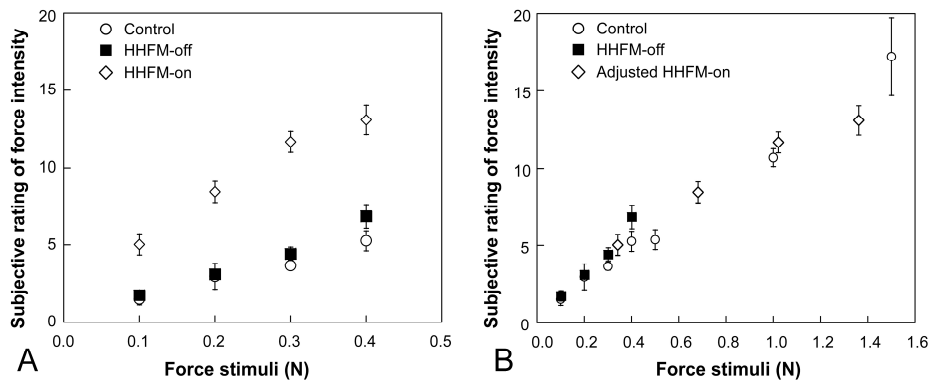 20
15
10
5
0
Subjective rating of force intensity
Control
HHFM-off
HHFM-on
0.0 0.1 0.2 0.3 0.4 0.5
Force stimuli (N)
A
20
15
10
5
0
Subjective rating of force intensity
Control
HHFM-off
Adjusted HHFM-on
0.0 0.2 0.4 0.6 0.8 1.0 1.2 1.4 1.6
Force stimuli (N)
B